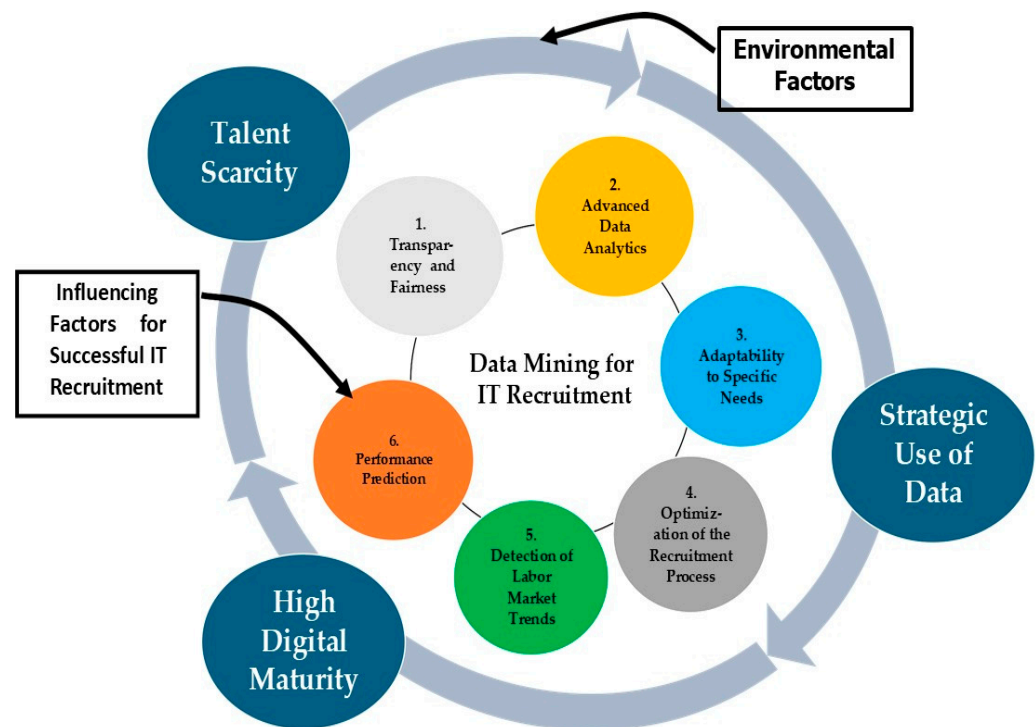 Environmental
Factors
Talent
Scarcity
2.
Advanced
Data
Analytics
1.
Transpar-
ency and
Fairness
Influencing
Factors for
Successful IT
Recruitment
3.
Adaptability
to Specific
Needs
Data Mining for
IT Recruitment
Strategic
Use of
Data
6.
Performance
Prediction
4.
Optimiz-
ation of the
Recruitment
Process
5.
Detection of
Labor
Market
Trends
High
Digital
Maturity